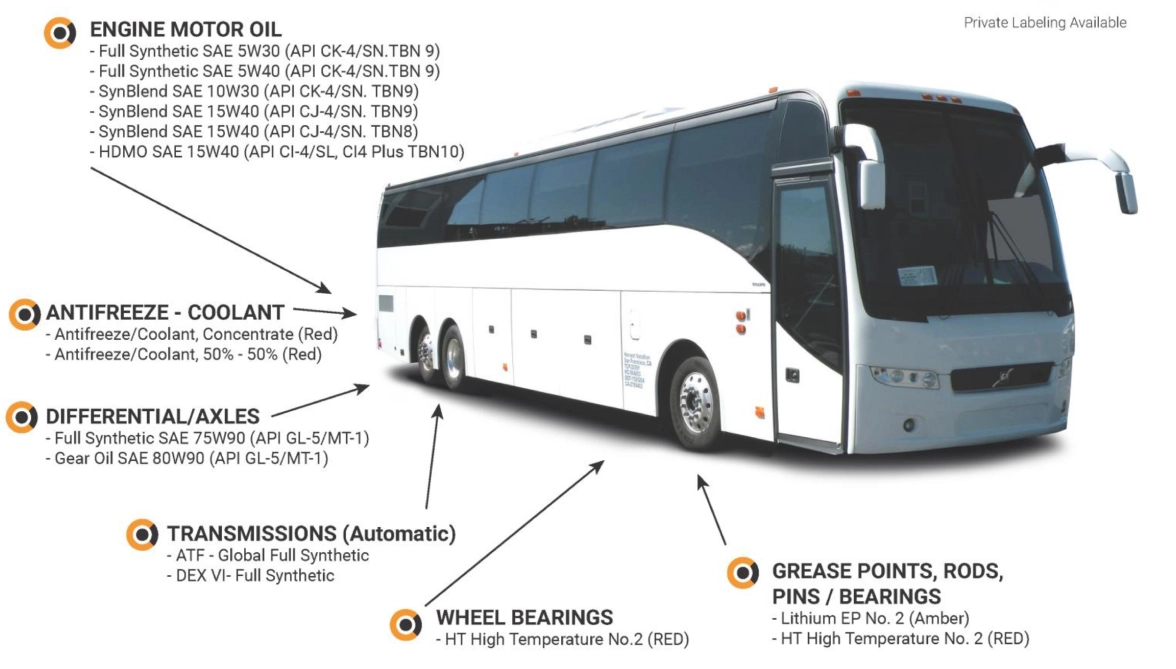 Private Labeling Available
ENGINE MOTOR OIL
- Full Synthetic SAE 5W30 (API CK-4/SN.TBN 9)
- Full Synthetic SAE 5W40 (API CK-4/SN.TBN 9)
- SynBlend SAE 10W30 (API CK-4/SN. TBN9)
- SynBlend SAE 15W40 (API CJ-4/SN. TBN9)
- SynBlend SAE 15W40 (API CJ-4/SN. TBN8)
- HDMO SAE 15W40 (API CI-4/SL, CI4 Plus TBN10)
ANTIFREEZE - COOLANT
- Antifreeze/Coolant, Concentrate (Red)
- Antifreeze/Coolant, 50% - 50% (Red)
DIFFERENTIAL/AXLES
- Full Synthetic SAE 75W90 (API GL-5/MT-1)
- Gear Oil SAE 80W90 (API GL-5/MT-1)
TRANSMISSIONS (Automatic)
- ATF - Global Full Synthetic
- DEX VI- Full Synthetic
WHEEL BEARINGS
- HT High Temperature No.2 (RED)
GREASE POINTS, RODS,
PINS / BEARINGS
- Lithium EP No. 2 (Amber)
- HT High Temperature No. 2 (RED)